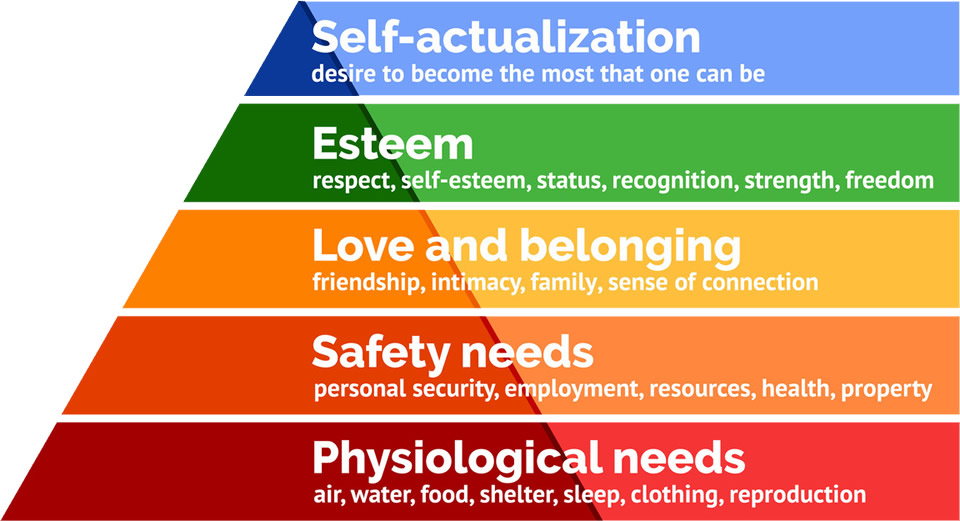 Self-actualization
desire to become the most that one can be
Esteem
respect, self-esteem, status, recognition, strength, freedom
Love and belonging
friendship, intimacy, family, sense of connection
Safety needs
personal security, employment, resources, health, property
Physiological needs
air, water, food, shelter, sleep, clothing, reproduction